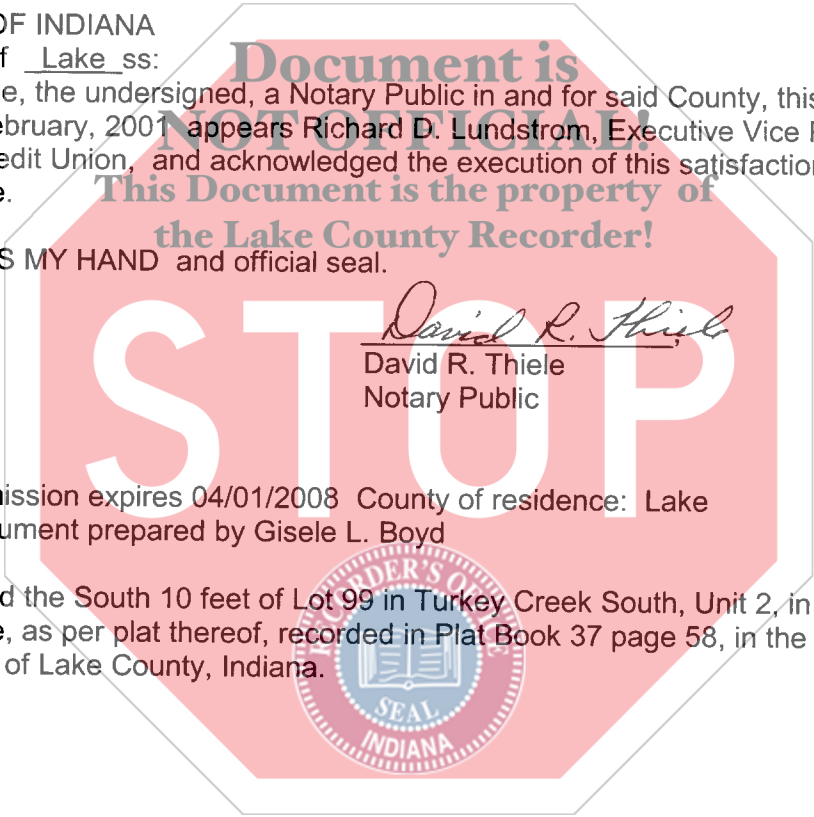 OF INDIANA
f Lake ss:
e, the undersigned, a Notary Public in and for said County, this
ebruary, 2001 appears Richard D. Lundstrom, Executive Vice
edit Union, and acknowledged the execution of this satisfaction
e.
S MY HAND and official seal.
David R. Thiele
David R. Thiele
Notary Public
ission expires 04/01/2008 County of residence: Lake
ument prepared by Gisele L. Boyd
d the South 10 feet of Lot 99 in Turkey Creek South, Unit 2, in
e, as per plat thereof, recorded in Plat Book 37 page 58, in the
of Lake County, Indiana.
Document is
NOT OFFICIAL!
This Document is the property of
the Lake County Recorder!
STOP
RECORDER'S OFFICE
SEAL
INDIANA